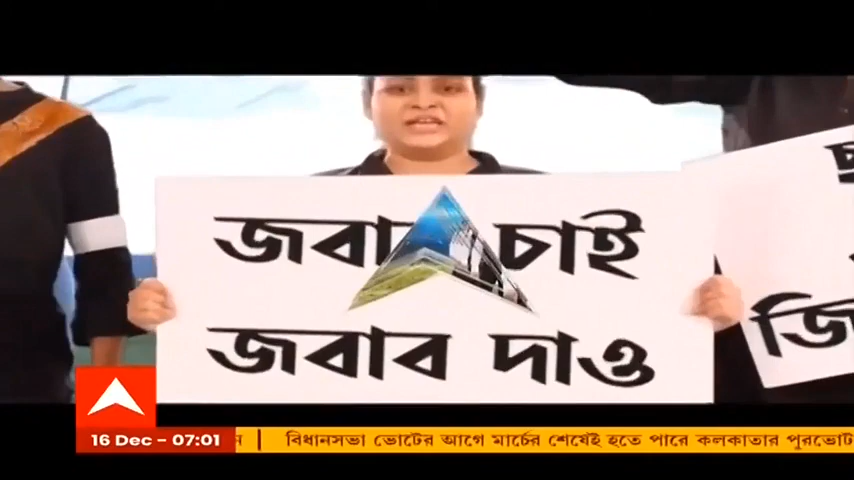 জবাব চাই
জবাব দাও
16 Dec - 07:01
বিধানসভা ভোটের আগে মার্চের শেষেই হতে পারে কলকাতার পুরভোট